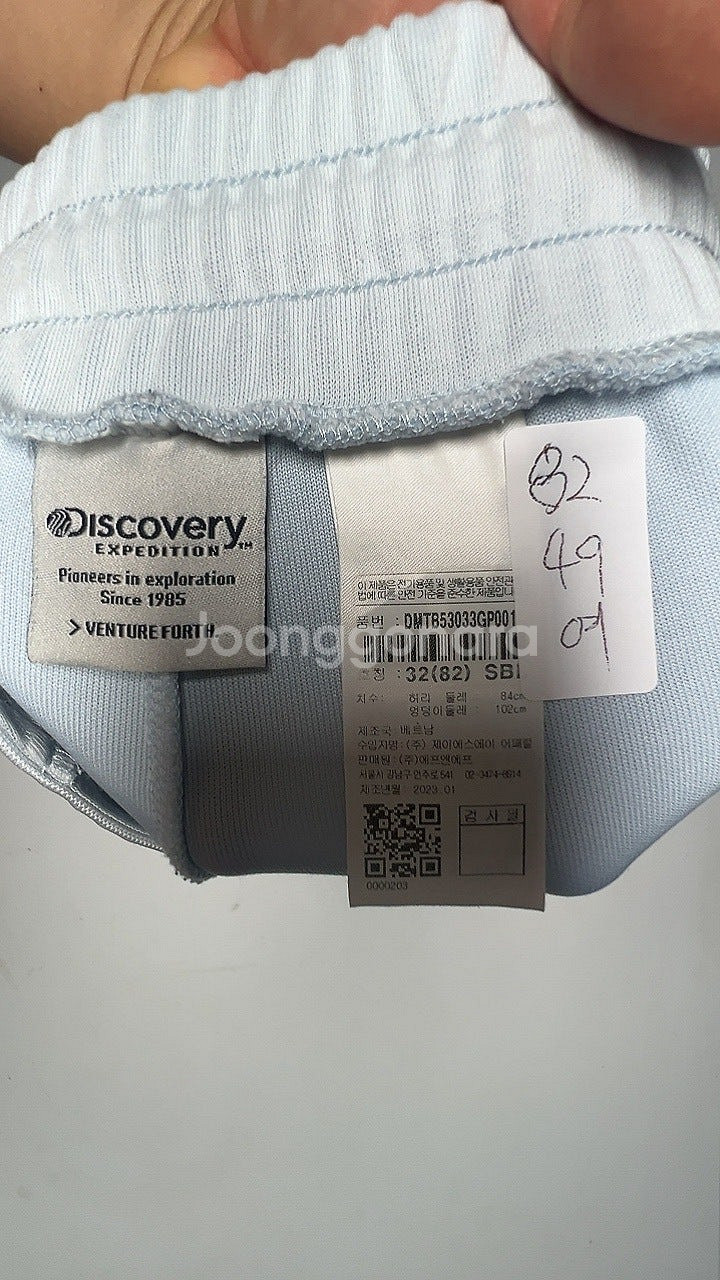 Discovery
EXPEDITION™
Pioneers in exploration
Since 1985
> VENTURE FORTH
이 제품은 전기용품 및 생활용품 안전관
법에 따른 안전 기준을 준수한 제품입니
품번 : DMTB53033GP001
호칭 : 32(82) SBL
치수 : 허리 둘레 : 84cm
엉덩이둘레 : 102cm
제조국 : 베트남
수입자명 : (주) 제이에스에이 어패럴
판매원 : (주)에프앤에프
서울시 강남구 언주로 541 02-3474-8614
제조년월 : 2023.01
검사필
0000203
32
49
여
Joonggonara